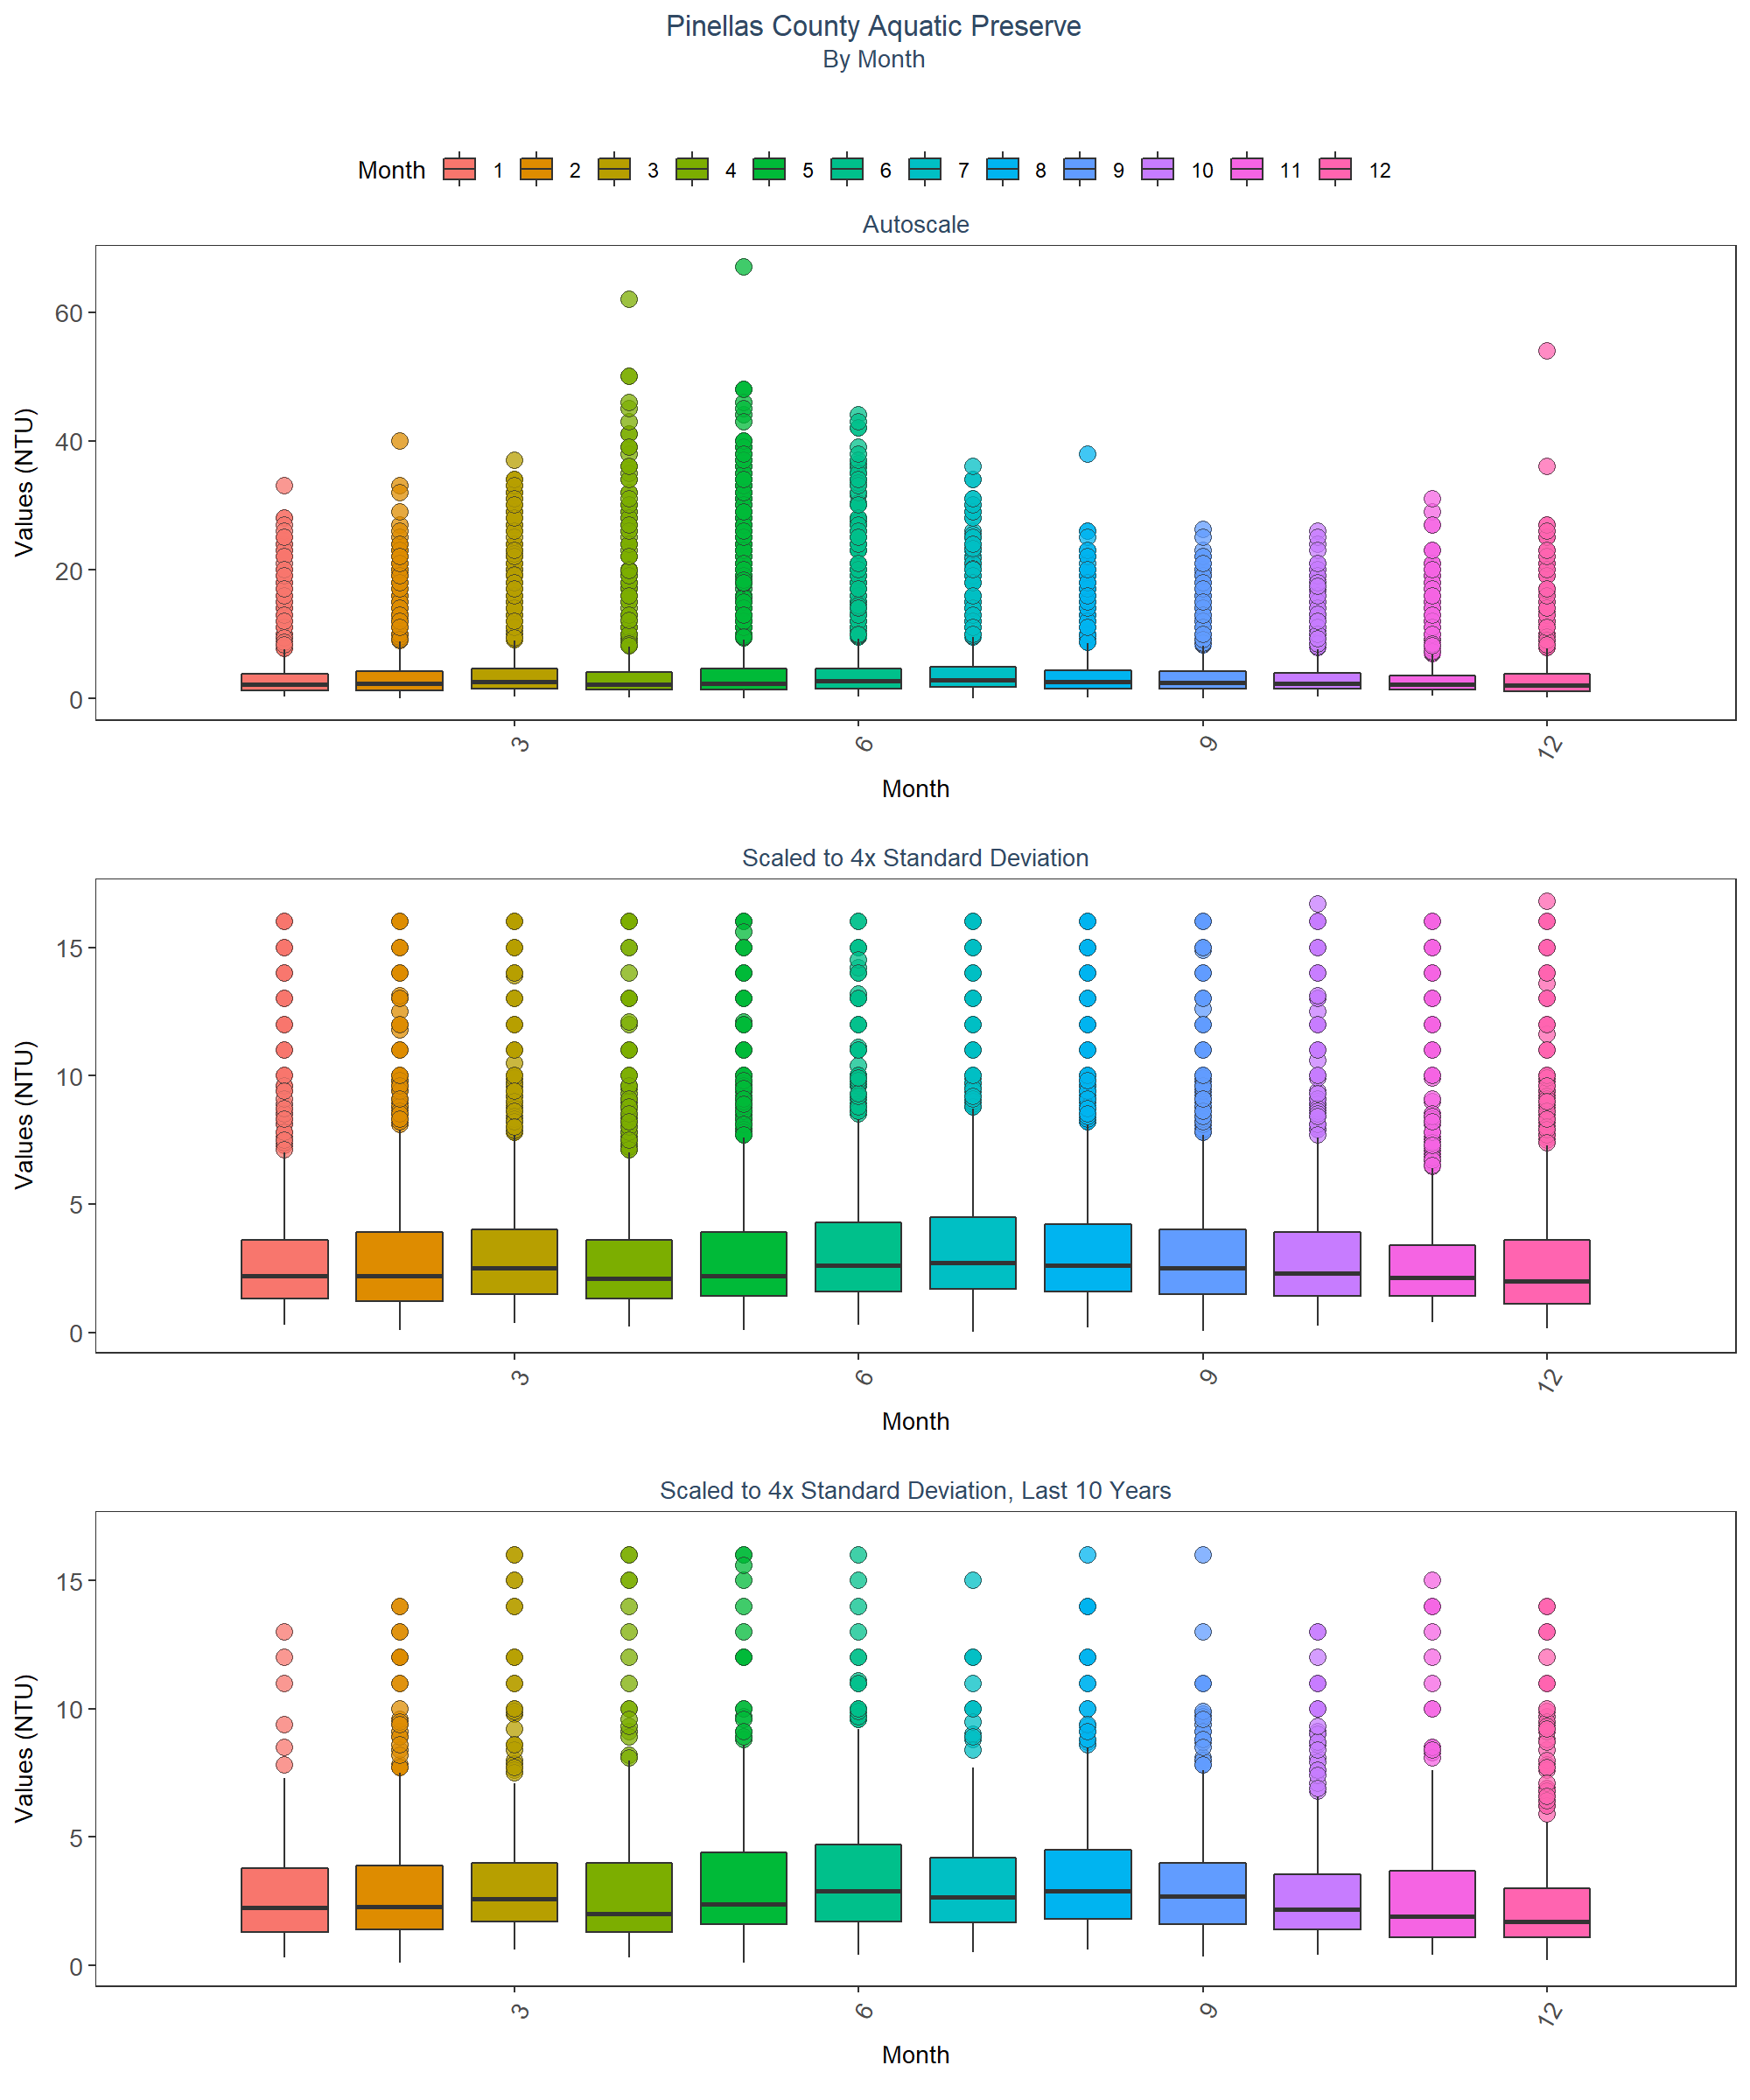 Pinellas County Aquatic Preserve
By Month
Month 1 2 3 4 5 6 7 8 9 10 11 12
Autoscale
Values (NTU)
60
40
20
0
3 6 9 12
Month
Scaled to 4x Standard Deviation
Values (NTU)
15
10
5
0
3 6 9 12
Month
Scaled to 4x Standard Deviation, Last 10 Years
Values (NTU)
15
10
5
0
3 6 9 12
Month